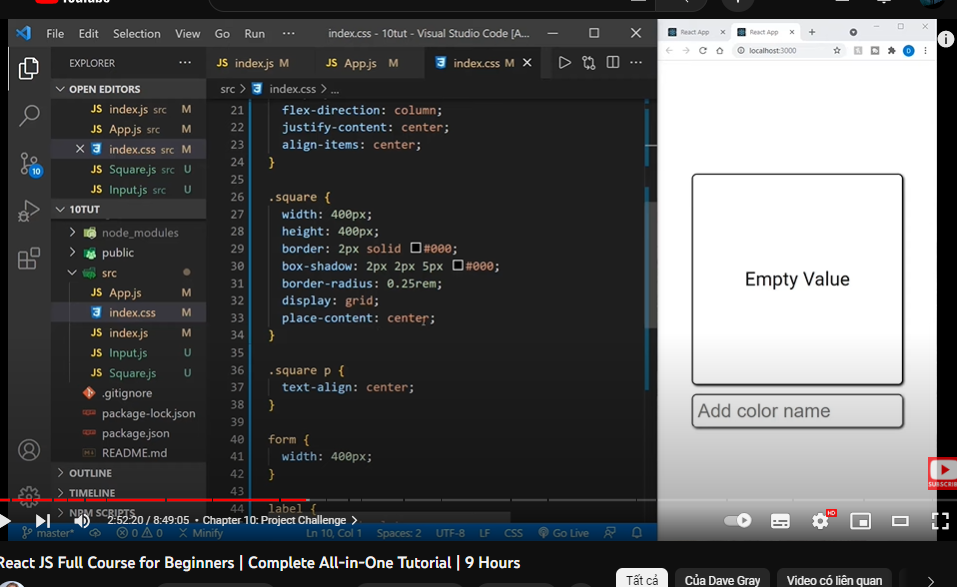 File Edit Selection View Go Run ··· index.css - 10tut - Visual Studio Code [A...
React App
React App
localhost:3000
EXPLORER
JS index.js M
JS App.js M
index.css M
OPEN EDITORS
src > index.css > ...
JS index.js src M
JS App.js src M
index.css src M
JS Square.js src U
JS Input.js src U
10TUT
node_modules
public
src
JS App.js M
index.css M
JS index.js M
JS Input.js U
JS Square.js U
.gitignore
package-lock.json
package.json
README.md
OUTLINE
TIMELINE
NPM SCRIPTS
10
21 flex-direction: column;
22 justify-content: center;
23 align-items: center;
24 }
25
26 .square {
27 width: 400px;
28 height: 400px;
29 border: 2px solid #000;
30 box-shadow: 2px 2px 5px #000;
31 border-radius: 0.25rem;
32 display: grid;
33 place-content: center;
34 }
35
36 .square p {
37 text-align: center;
38 }
39
40 form {
41 width: 400px;
42 }
43
44 label {
Empty Value
Add color name
2:52:20 / 8:49:05 • Chapter 10: Project Challenge >
HD
master* 0 0 Minify Ln 10, Col 1 Spaces: 2 UTF-8 LF CSS Go Live
React JS Full Course for Beginners | Complete All-in-One Tutorial | 9 Hours
Tất cả Của Dave Gray Video có liên quan